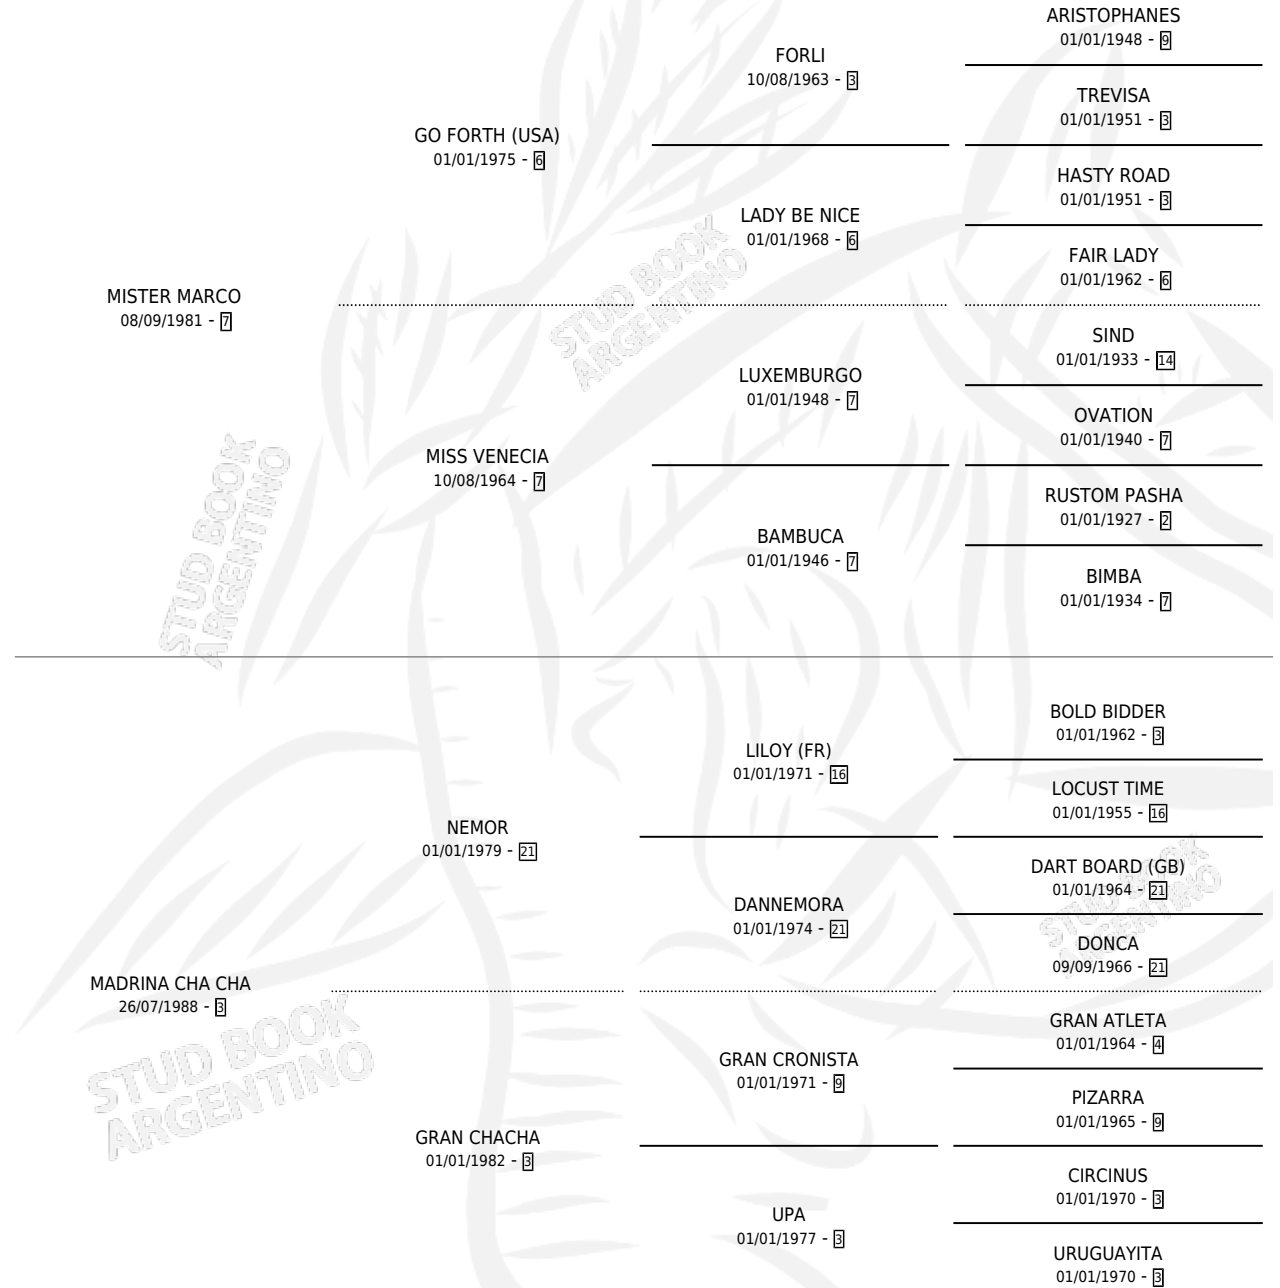 ARISTOPHANES
01/01/1948 - 9
FORLI
10/08/1963 - 3
TREVISA
01/01/1951 - 3
GO FORTH (USA)
01/01/1975 - 6
HASTY ROAD
01/01/1951 - 3
LADY BE NICE
01/01/1968 - 6
FAIR LADY
01/01/1962 - 6
MISTER MARCO
08/09/1981 - 7
STUD BOOK
ARGENTINO
SIND
01/01/1933 - 14
LUXEMBURGO
01/01/1948 - 7
OVATION
01/01/1940 - 7
MISS VENECIA
10/08/1964 - 7
RUSTOM PASHA
01/01/1927 - 2
BAMBUCA
01/01/1946 - 7
BIMBA
01/01/1934 - 7
STUD BOOK
ARGENTINO
BOLD BIDDER
01/01/1962 - 3
LILOY (FR)
01/01/1971 - 16
LOCUST TIME
01/01/1955 - 16
NEMOR
01/01/1979 - 21
DART BOARD (GB)
01/01/1964 - 21
DANNEMORA
01/01/1974 - 21
STUD BOOK
ARGENTINO
DONCA
09/09/1966 - 21
MADRINA CHA CHA
26/07/1988 - 3
GRAN ATLETA
01/01/1964 - 4
GRAN CRONISTA
01/01/1971 - 9
STUD BOOK
ARGENTINO
PIZARRA
01/01/1965 - 9
GRAN CHACHA
01/01/1982 - 3
CIRCINUS
01/01/1970 - 3
UPA
01/01/1977 - 3
URUGUAYITA
01/01/1970 - 3